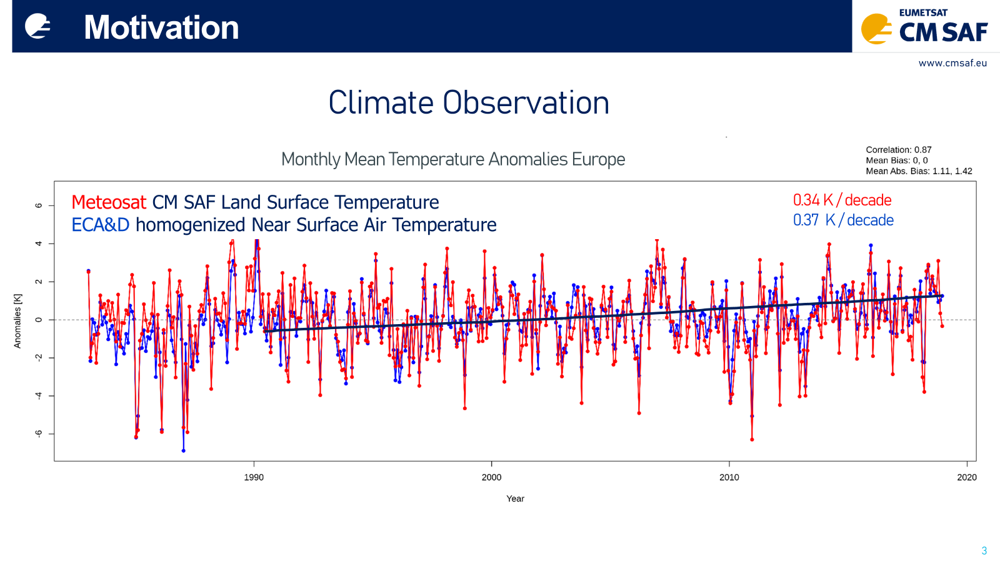 Motivation
EUMETSAT
CM SAF
www.cmsaf.eu
Climate Observation
Monthly Mean Temperature Anomalies Europe
Correlation: 0.87
Mean Bias: 0, 0
Mean Abs. Bias: 1.11, 1.42
Meteosat CM SAF Land Surface Temperature
0.34 K / decade
ECA&D homogenized Near Surface Air Temperature
0.37 K / decade
6
4
2
0
-2
-4
-6
Anomalies [K]
1990 2000 2010 2020
Year
3